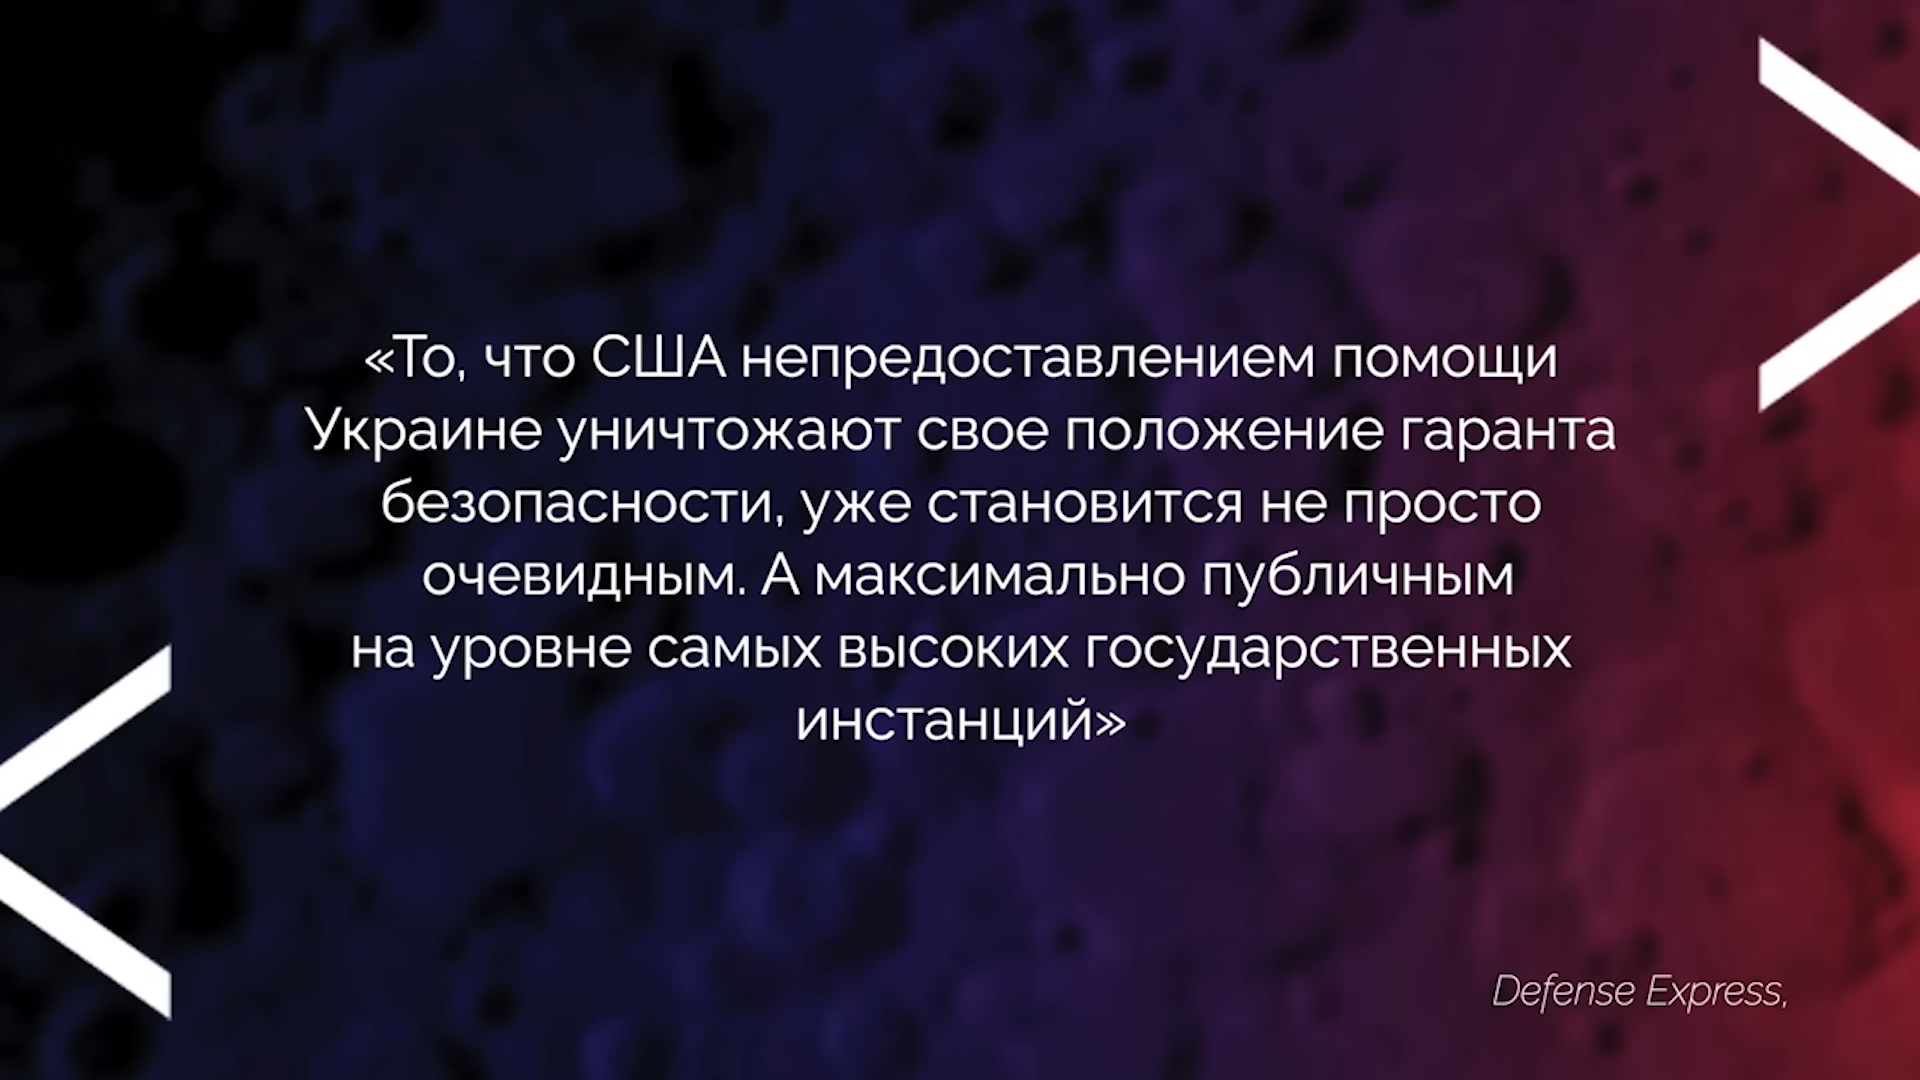 «То, что США непредоставлением помощи
Украине уничтожают свое положение гаранта
безопасности, уже становится не просто
очевидным. А максимально публичным
на уровне самых высоких государственных
инстанций»
Defense Express,